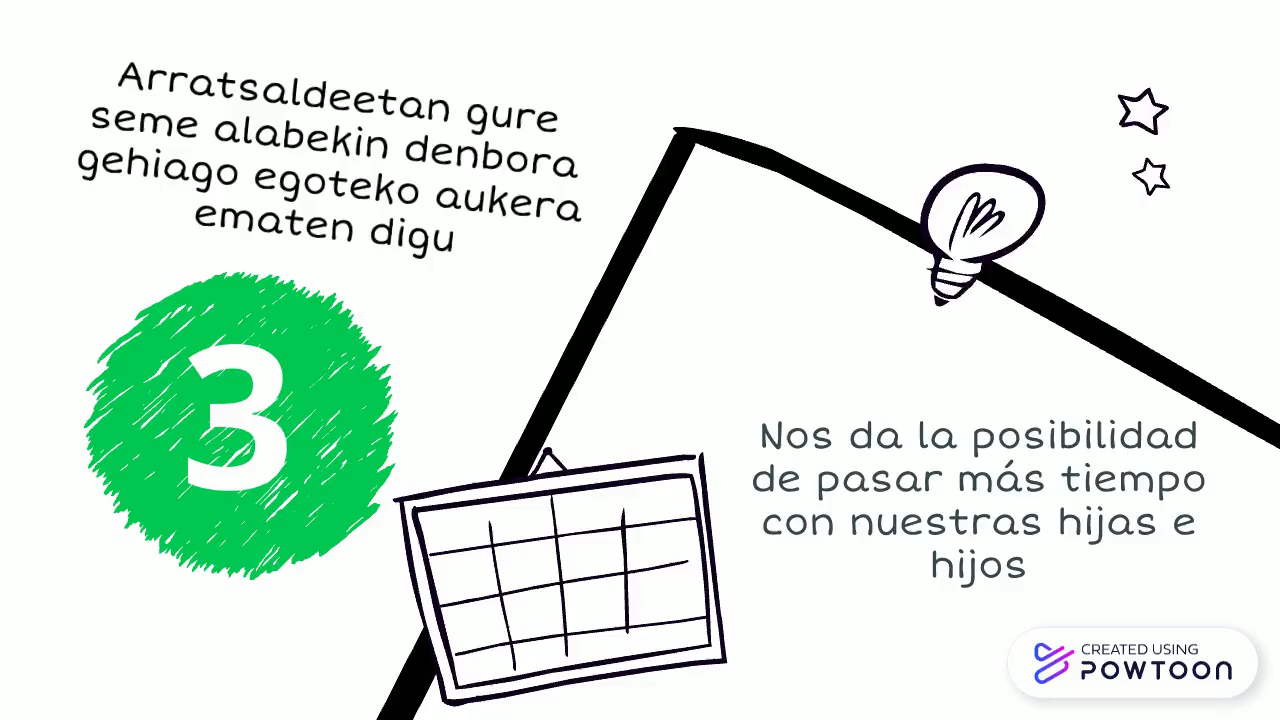 Arratsaldeetan gure
seme alabekin denbora
gehiago egoteko aukera
ematen digu
3
Nos da la posibilidad
de pasar más tiempo
con nuestras hijas e
hijos
CREATED USING
POWTOON